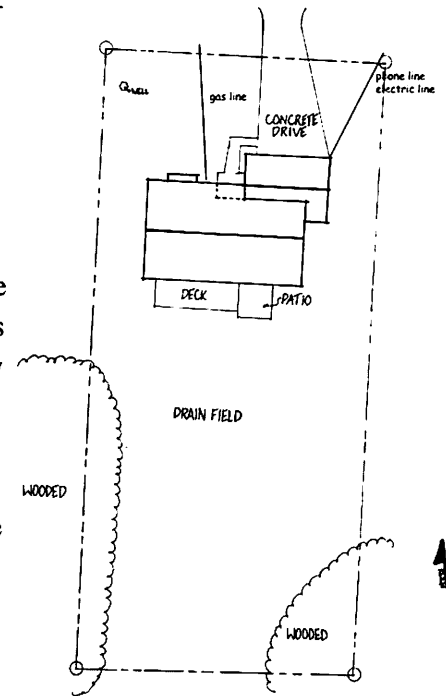 WELL
gas line
phone line
electric line
CONCRETE
DRIVE
DECK
PATIO
DRAIN FIELD
WOODED
WOODED